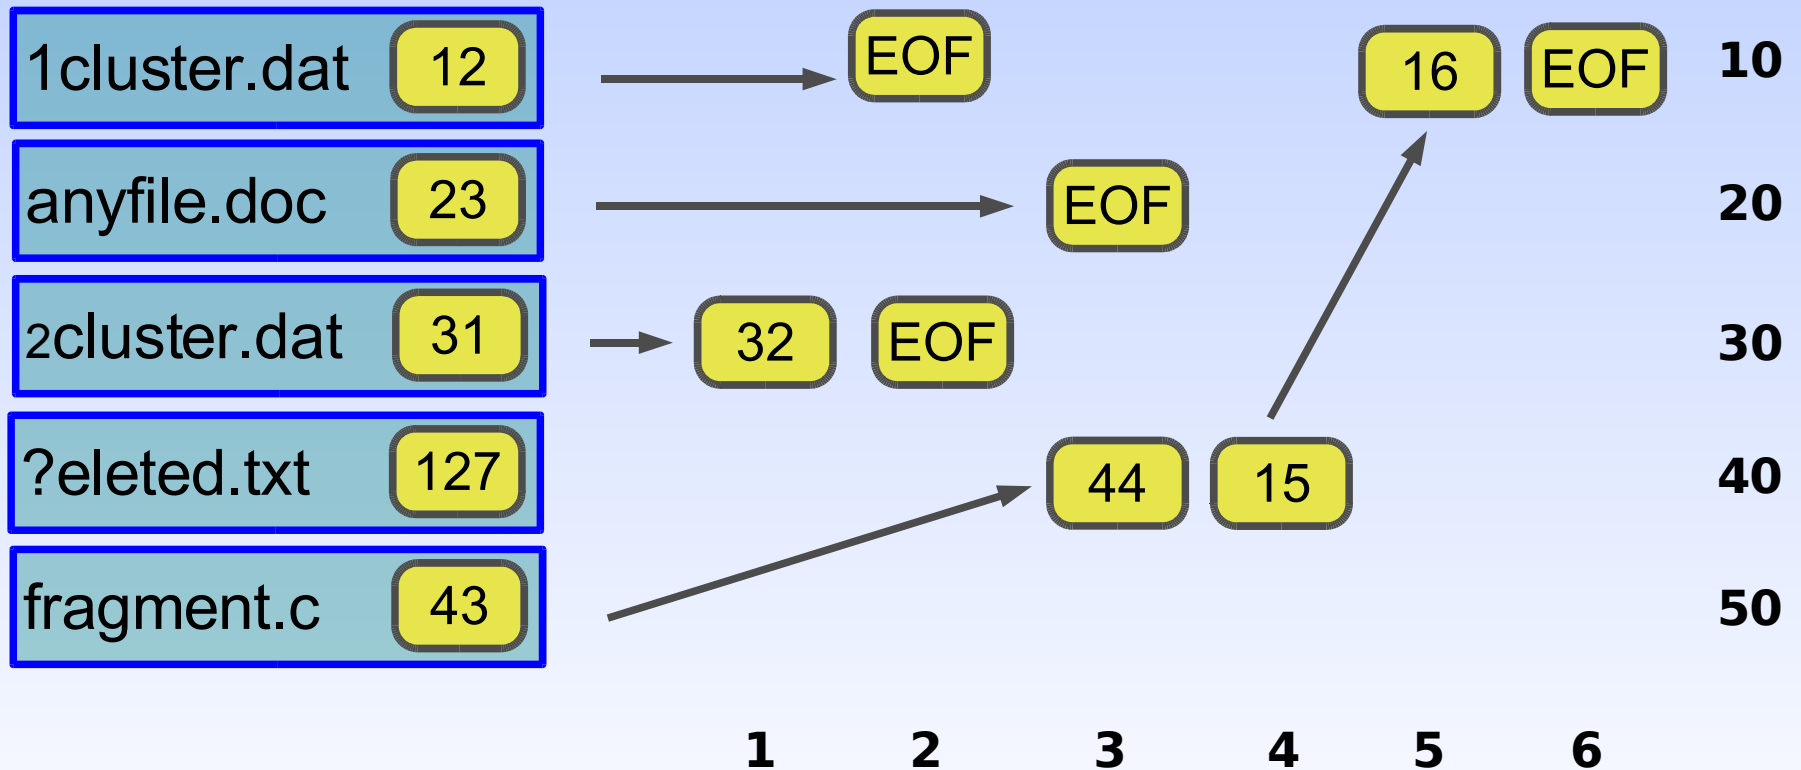 1cluster.dat 12 EOF 16 EOF 10
anyfile.doc 23 EOF 20
2cluster.dat 31 32 EOF 30
?eleted.txt 127 44 15 40
fragment.c 43 50
1 2 3 4 5 6